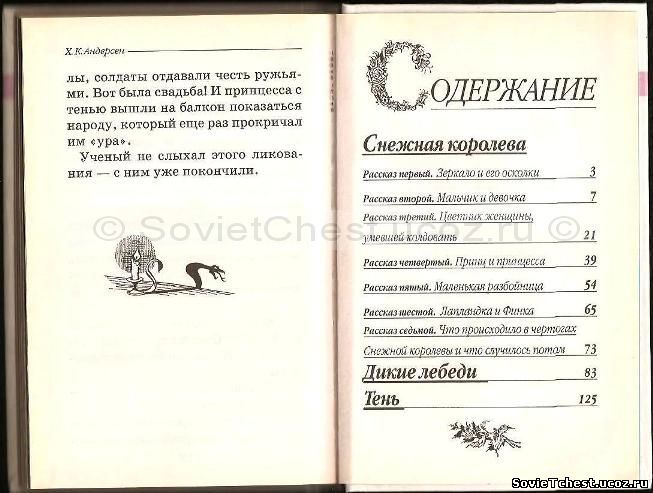 Х. К. Андерсен
лы, солдаты отдавали честь ружья-
ми. Вот была свадьба! И принцесса с
тенью вышли на балкон показаться
народу, который еще раз прокричал
им «ура».
Ученый не слыхал этого ликова-
ния — с ним уже покончили.
СОДЕРЖАНИЕ
Снежная королева
Рассказ первый. Зеркало и его осколки 3
Рассказ второй. Мальчик и девочка 7
Рассказ третий. Цветник женщины,
умевшей колдовать 21
Рассказ четвертый. Принц и принцесса 39
Рассказ пятый. Маленькая разбойница 54
Рассказ шестой. Лапландка и Финка 65
Рассказ седьмой. Что происходило в чертогах
Снежной королевы и что случилось потом 73
Дикие лебеди 83
Тень 125
© SovietChest.ucoz.ru ©
SovieTchest.ucoz.ru